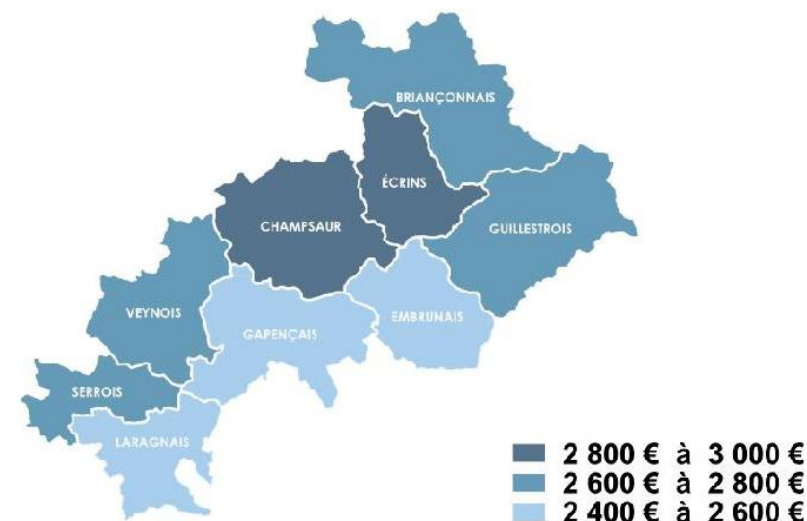 BRIANÇONNAIS
ÉCRINS
CHAMPSAUR
GUILLESTROIS
VEYNOIS
EMBRUNAIS
GAPENÇAIS
SERROIS
LARAGNAIS
2 800 € à 3 000 €
2 600 € à 2 800 €
2 400 € à 2 600 €